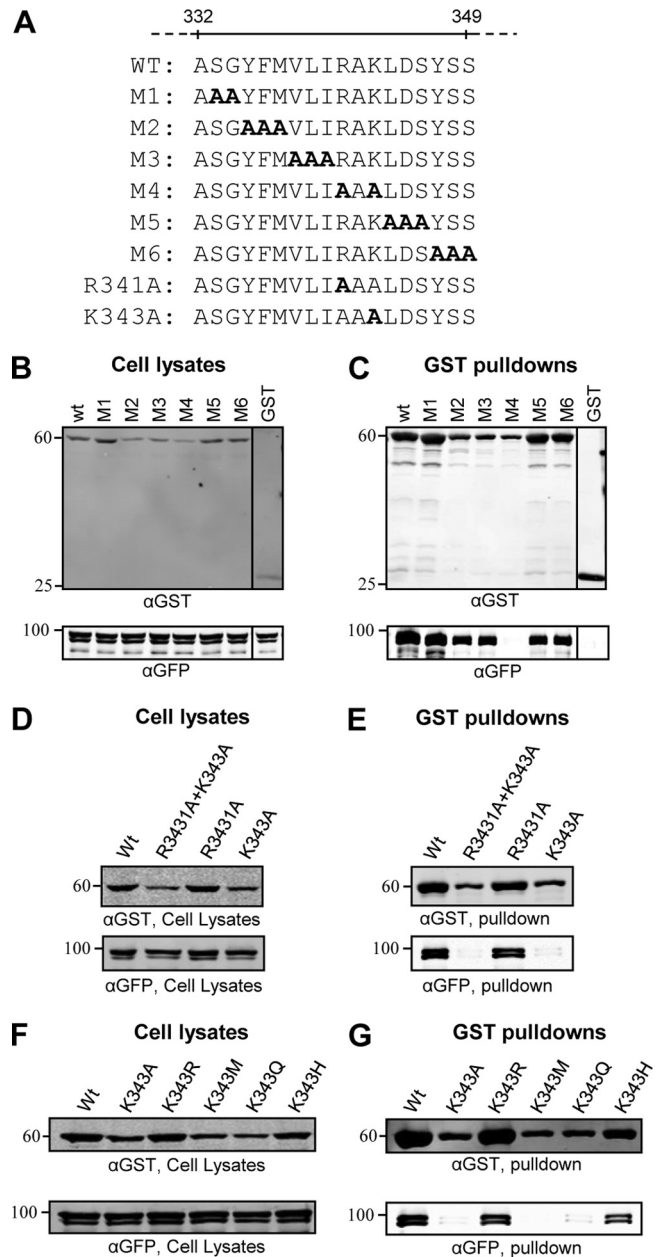 A
332 349
WT: ASGYFMVLIRAKLDSYSS
M1: AAAYFMVLIRAKLDSYSS
M2: ASGAAAVLIRAKLDSYSS
M3: ASGYFMAAARAKLDSYSS
M4: ASGYFMVLIAAALDSYSS
M5: ASGYFMVLIRAKAAAYSS
M6: ASGYFMVLIRAKLDSAAA
R341A: ASGYFMVLIAAALDSYSS
K343A: ASGYFMVLIAAALDSYSS
B Cell lysates
wt M1 M2 M3 M4 M5 M6 GST
60
25
αGST
100
αGFP
C GST pulldowns
wt M1 M2 M3 M4 M5 M6 GST
60
25
αGST
100
αGFP
D Cell lysates
Wt R3431A+K343A R3431A K343A
60
αGST, Cell Lysates
100
αGFP, Cell Lysates
E GST pulldowns
Wt R3431A+K343A R3431A K343A
60
αGST, pulldown
100
αGFP, pulldown
F Cell lysates
Wt K343A K343R K343M K343Q K343H
60
αGST, Cell Lysates
100
αGFP, Cell Lysates
G GST pulldowns
Wt K343A K343R K343M K343Q K343H
60
αGST, pulldown
100
αGFP, pulldown